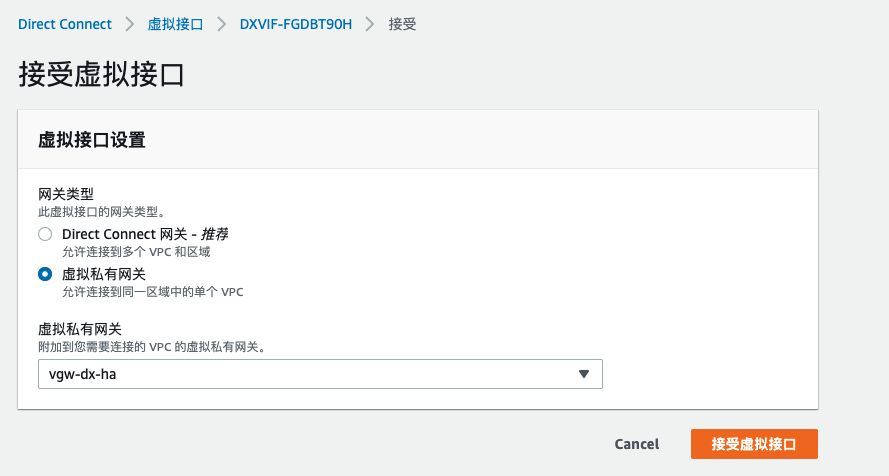 Direct Connect > 虚拟接口 > DXVIF-FGDBT90H > 接受
接受虚拟接口
虚拟接口设置
网关类型
此虚拟接口的网关类型。
Direct Connect 网关 - 推荐
允许连接到多个 VPC 和区域
虚拟私有网关
允许连接到同一区域中的单个 VPC
虚拟私有网关
附加到您需要连接的 VPC 的虚拟私有网关。
vgw-dx-ha
Cancel 接受虚拟接口